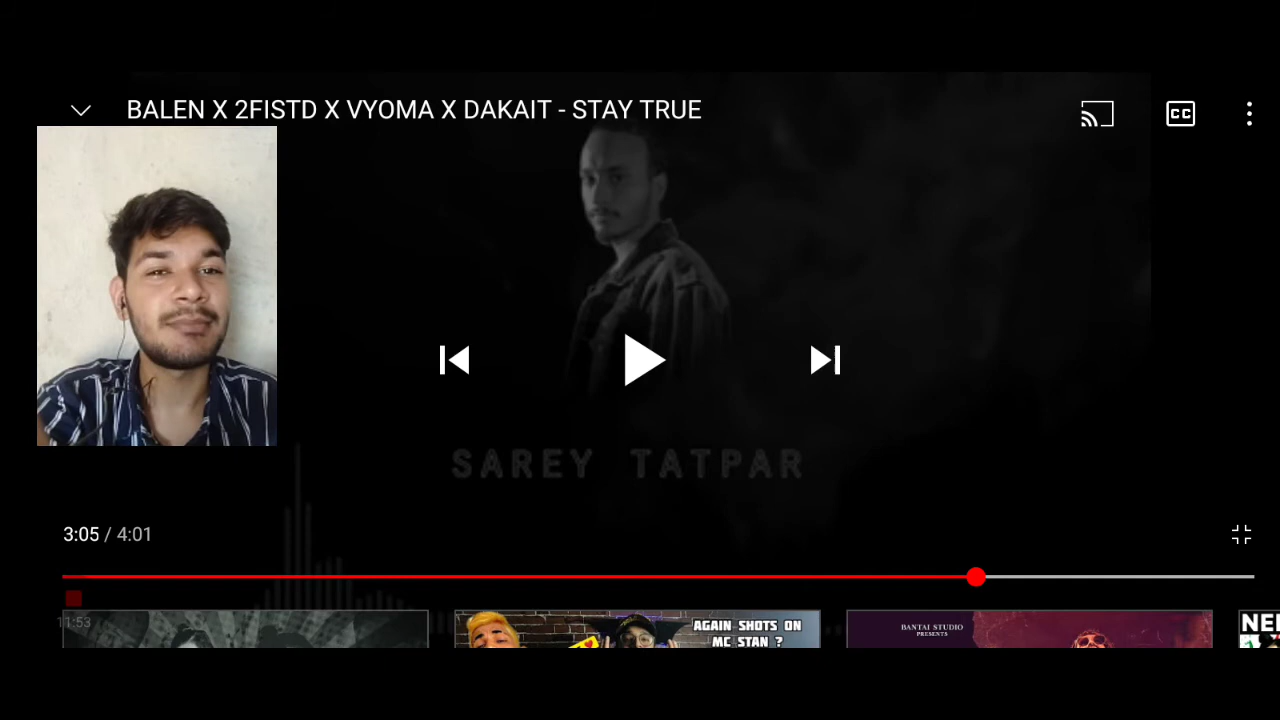 BALEN X 2FISTD X VYOMA X DAKAIT - STAY TRUE
CC
SAREY TATPAR
3:05 / 4:01
11:53
AGAIN SHOTS ON
MC STAN ?
BANTAI STUDIO
PRESENTS